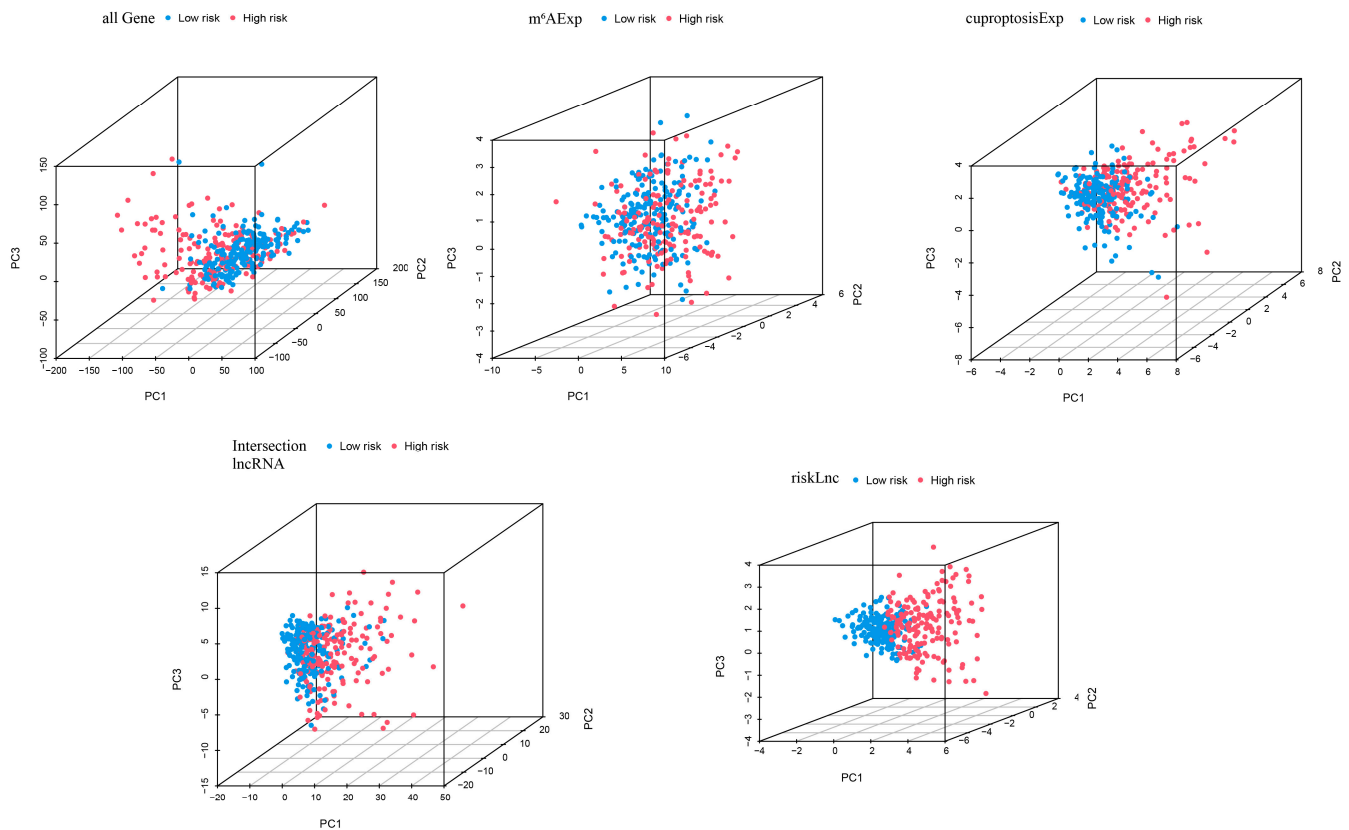 all Gene Low risk High risk
150
100
50
0
−50
−100
PC3
−200 −150 −100 −50 0 50 100
PC1
−100
−50
0
50
100
150
200
PC2
m⁶AExp Low risk High risk
4
3
2
1
0
−1
−2
−3
−4
PC3
−10 −5 0 5 10
PC1
−6
−4
−2
0
2
4
6
PC2
cuproptosisExp Low risk High risk
4
2
0
−2
−4
−6
−8
PC3
−6 −4 −2 0 2 4 6 8
PC1
−6
−4
−2
0
2
4
6
8
PC2
Intersection Low risk High risk
lncRNA
15
10
5
0
−5
−10
−15
PC3
−20 −10 0 10 20 30 40 50
PC1
−20
−10
0
10
20
30
PC2
riskLnc Low risk High risk
4
3
2
1
0
−1
−2
−3
−4
PC3
−4 −2 0 2 4 6
PC1
−6
−4
−2
0
2
4
PC2